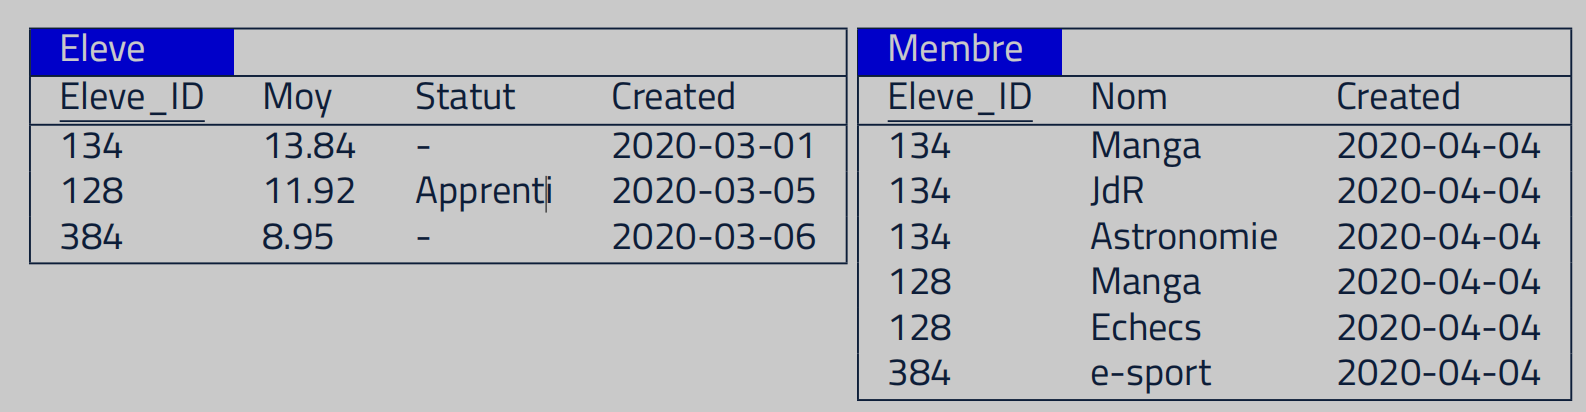 Eleve
Eleve_ID Moy Statut Created
134 13.84 - 2020-03-01
128 11.92 Apprenti 2020-03-05
384 8.95 - 2020-03-06
Membre
Eleve_ID Nom Created
134 Manga 2020-04-04
134 JdR 2020-04-04
134 Astronomie 2020-04-04
128 Manga 2020-04-04
128 Echecs 2020-04-04
384 e-sport 2020-04-04